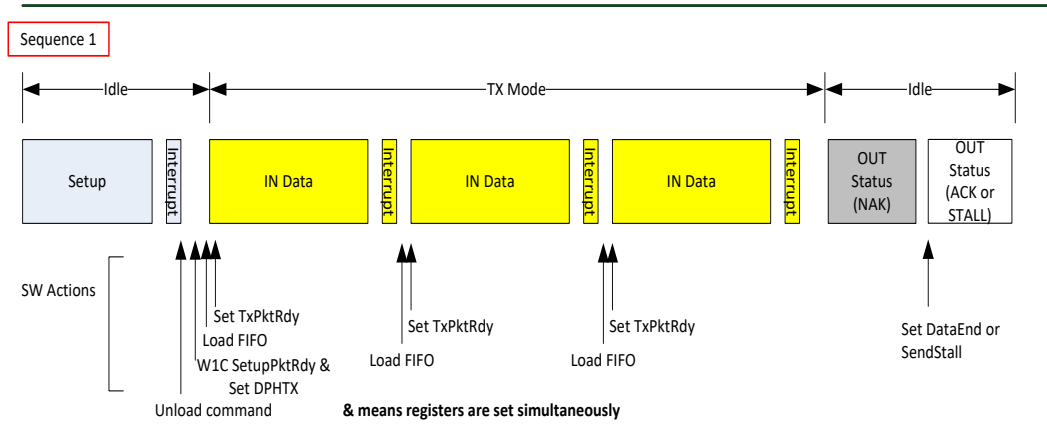 Sequence 1
Idle
TX Mode
Idle
Setup
Interrupt
IN Data
Interrupt
IN Data
Interrupt
IN Data
Interrupt
OUT
Status
(NAK)
OUT
Status
(ACK or
STALL)
SW Actions
Set TxPktRdy
Load FIFO
W1C SetupPktRdy &
Set DPHTX
Unload command
Set TxPktRdy
Load FIFO
Set TxPktRdy
Load FIFO
Set DataEnd or
SendStall
& means registers are set simultaneously